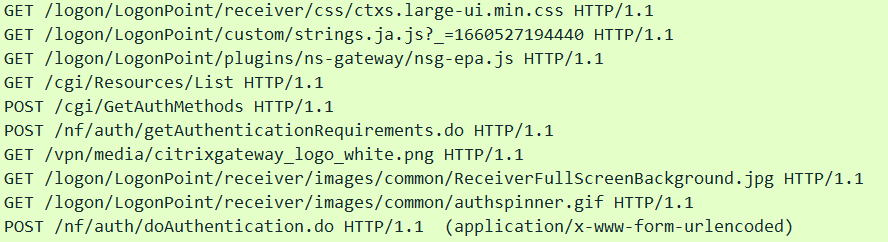 GET /logon/LogonPoint/receiver/css/ctxs.large-ui.min.css HTTP/1.1
GET /logon/LogonPoint/custom/strings.ja.js?_=1660527194440 HTTP/1.1
GET /logon/LogonPoint/plugins/ns-gateway/nsg-epa.js HTTP/1.1
GET /cgi/Resources/List HTTP/1.1
POST /cgi/GetAuthMethods HTTP/1.1
POST /nf/auth/getAuthenticationRequirements.do HTTP/1.1
GET /vpn/media/citrixgateway_logo_white.png HTTP/1.1
GET /logon/LogonPoint/receiver/images/common/ReceiverFullScreenBackground.jpg HTTP/1.1
GET /logon/LogonPoint/receiver/images/common/authspinner.gif HTTP/1.1
POST /nf/auth/doAuthentication.do HTTP/1.1  (application/x-www-form-urlencoded)